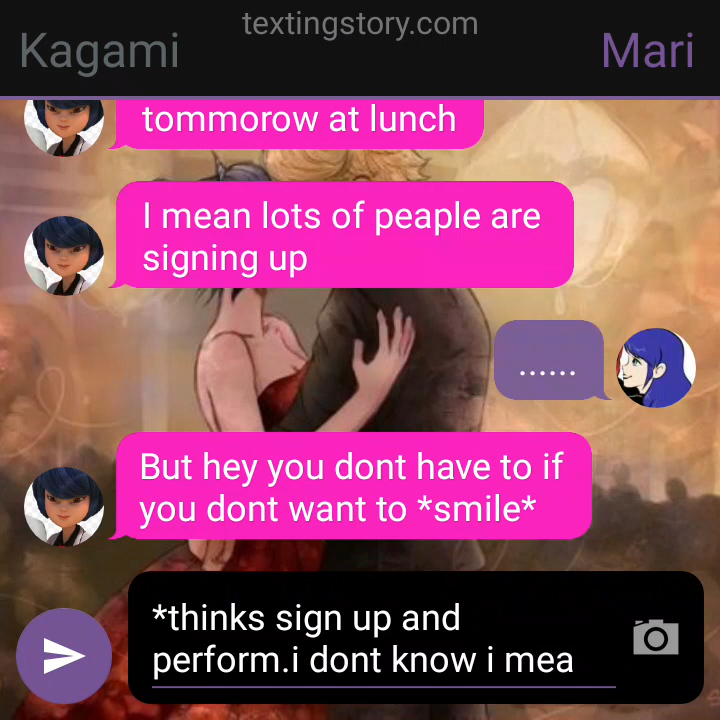 textingstory.com
Kagami
Mari
tommorow at lunch
I mean lots of peaple are
signing up
......
But hey you dont have to if
you dont want to *smile*
*thinks sign up and
perform.i dont know i mea